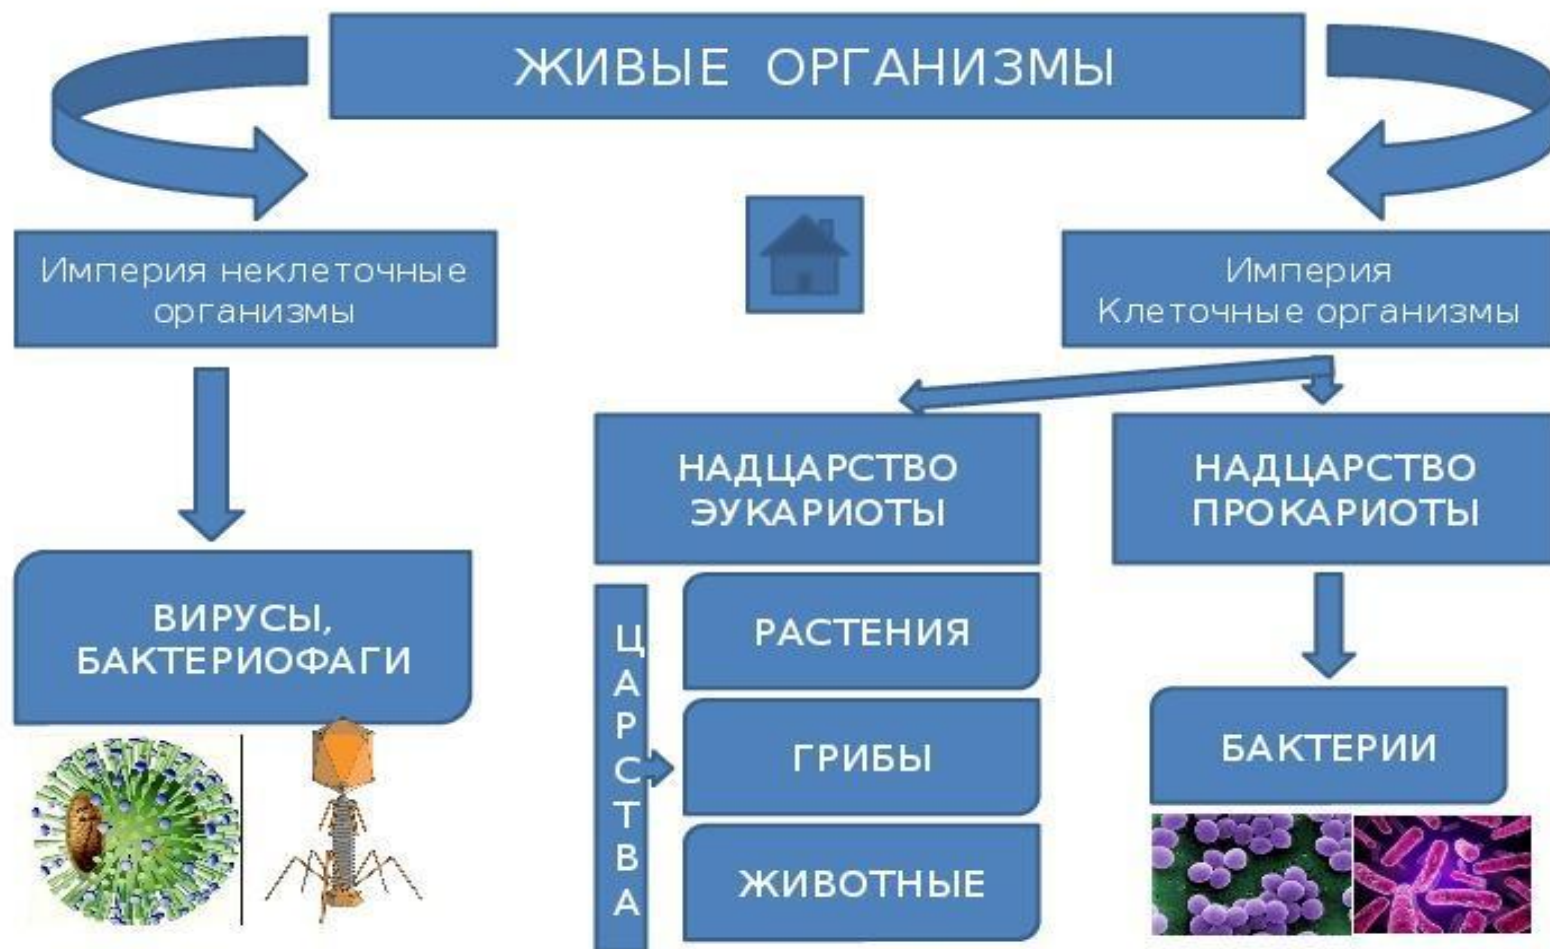 ЖИВЫЕ ОРГАНИЗМЫ
Империя неклеточные
организмы
Империя
Клеточные организмы
НАДЦАРСТВО
ЭУКАРИОТЫ
НАДЦАРСТВО
ПРОКАРИОТЫ
ВИРУСЫ,
БАКТЕРИОФАГИ
ЦАРСТВА
РАСТЕНИЯ
ГРИБЫ
ЖИВОТНЫЕ
БАКТЕРИИ